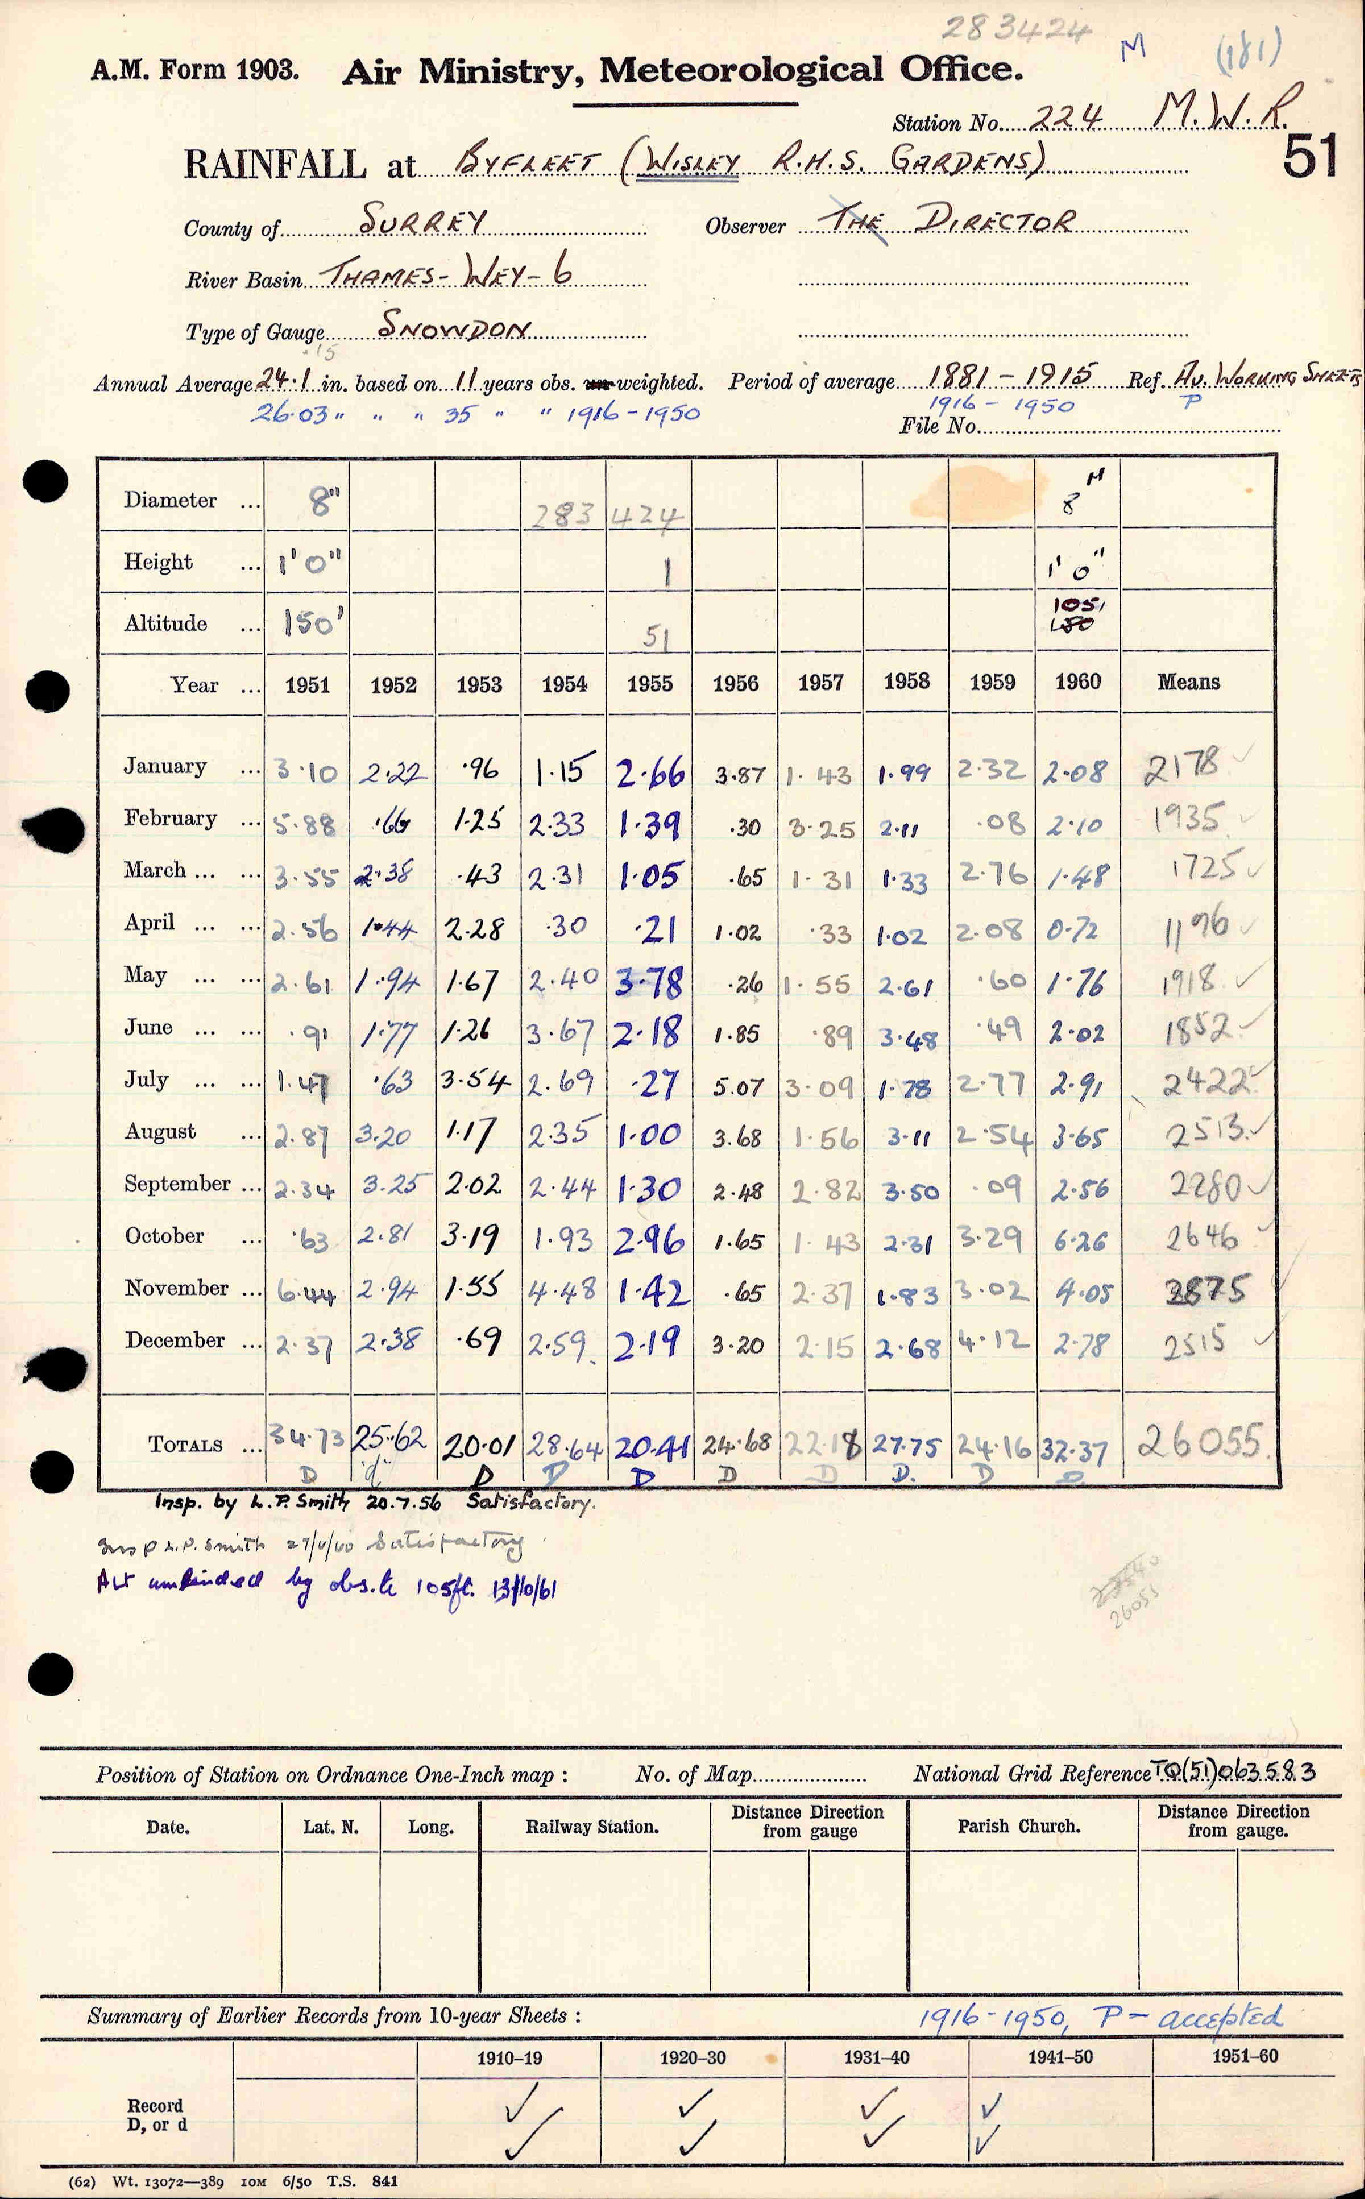 283424
A.M. Form 1903. Air Ministry, Meteorological Office. M (181)
Station No. 224 M.W.R.
RAINFALL at BYFLEET (WISLEY R.H.S. GARDENS) 51
County of SURREY Observer THE DIRECTOR
River Basin THAMES-WEY-6
Type of Gauge SNOWDON
.15
Annual Average 24.1 in. based on 11 years obs. weighted. Period of average 1881-1915 Ref. Av. WORKING SHEETS
26.03 " " " 35 " " 1916-1950 1916-1950 P
File No.
Diameter ... 8" 283 424 8"
Height ... 1'0" 1 1'0"
Altitude ... 150' 51 105' 150
Year ... 1951 1952 1953 1954 1955 1956 1957 1958 1959 1960 Means
January ... 3.10 2.22 .96 1.15 2.66 3.87 1.43 1.99 2.32 2.08 2178 ✓
February ... 5.88 .66 1.25 2.33 1.39 .30 3.25 2.11 .08 2.10 1935 ✓
March ... ... 3.55 2.38 .43 2.31 1.05 .65 1.31 1.33 2.76 1.48 1725 ✓
April ... ... 2.56 1.44 2.28 .30 .21 1.02 .33 1.02 2.08 0.72 1196 ✓
May ... ... 2.61 1.94 1.67 2.40 3.78 .26 1.55 2.61 .60 1.76 1918 ✓
June ... ... .91 1.77 1.26 3.67 2.18 1.85 .89 3.48 .49 2.02 1852 ✓
July ... ... 1.47 .63 3.54 2.69 .27 5.07 3.09 1.78 2.77 2.91 2422 ✓
August ... 2.87 3.20 1.17 2.35 1.00 3.68 1.56 3.11 2.54 3.65 2513 ✓
September ... 2.34 3.25 2.02 2.44 1.30 2.48 2.82 3.50 .09 2.56 2280 ✓
October ... .63 2.81 3.19 1.93 2.96 1.65 1.43 2.31 3.29 6.26 2646 ✓
November ... 6.44 2.94 1.55 4.48 1.42 .65 2.37 1.83 3.02 4.05 2875 ✓
December ... 2.37 2.38 .69 2.59 2.19 3.20 2.15 2.68 4.12 2.78 2515 ✓
TOTALS ... 34.73 25.62 20.01 28.64 20.41 24.68 22.18 27.75 24.16 32.37 26055
D "d" D D D D D D. D D
Insp. by L.P. Smith 20.7.56 Satisfactory.
Insp L.P. Smith Satisfactory
Alt amended by obs. to 105ft. 13/10/61
26055
Position of Station on Ordnance One-Inch map : No. of Map National Grid Reference TQ(51)063583
Date. Lat. N. Long. Railway Station. Distance Direction from gauge Parish Church. Distance Direction from gauge.
Summary of Earlier Records from 10-year Sheets : 1916-1950, P - accepted
1910–19 1920–30 1931–40 1941–50 1951–60
Record ✓ ✓ ✓ ✓
D, or d ✓ ✓ ✓ ✓
(62) Wt. 13072—389 10M 6/50 T.S. 841